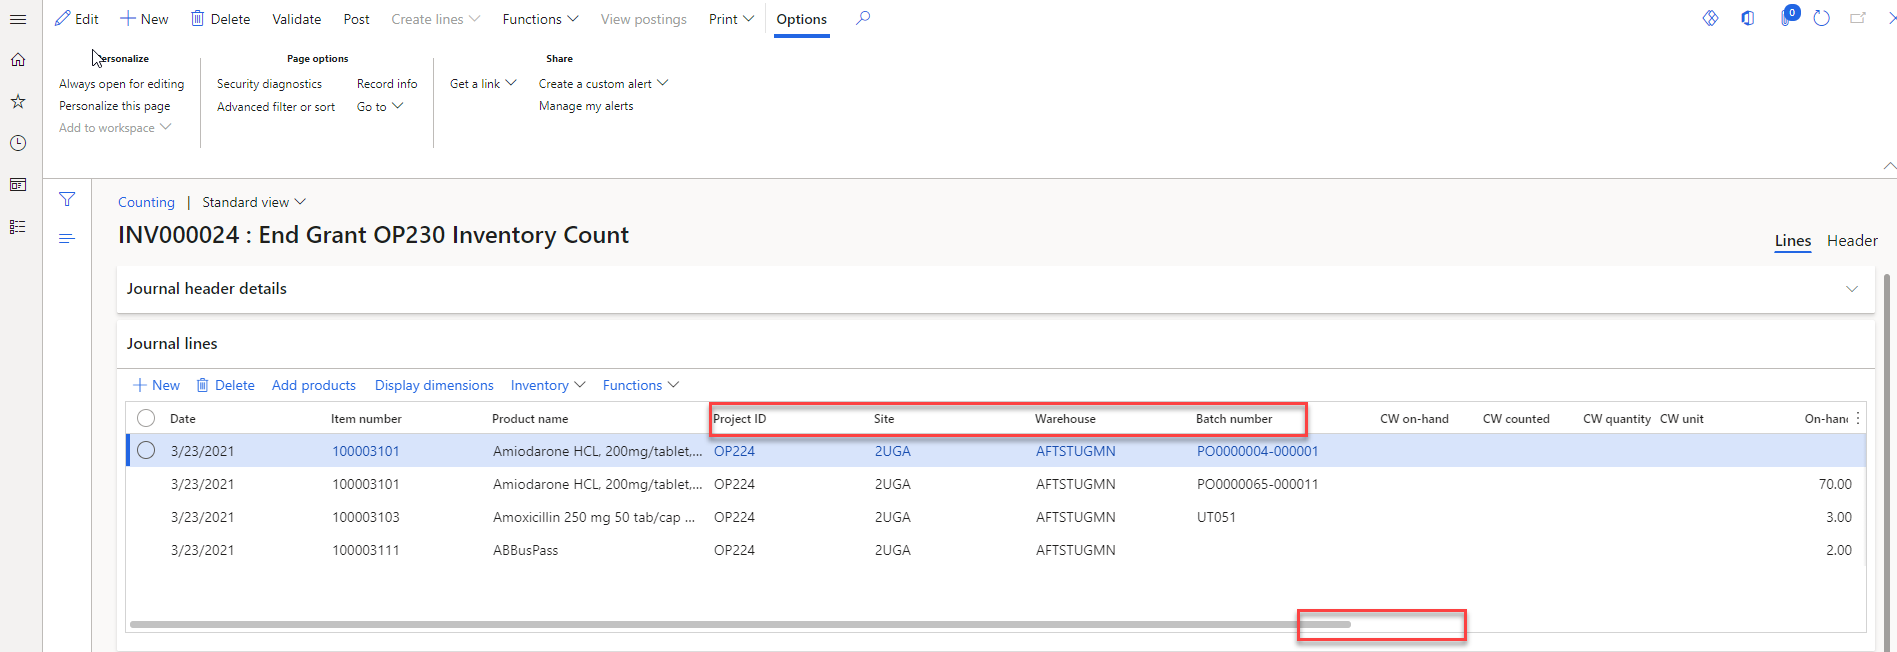 Edit New Delete Validate Post Create lines Functions View postings Print Options 0
Personalize Page options Share
Always open for editing Security diagnostics Record info Get a link Create a custom alert
Personalize this page Advanced filter or sort Go to Manage my alerts
Add to workspace
Counting | Standard view
INV000024 : End Grant OP230 Inventory Count
Lines Header
Journal header details
Journal lines
New Delete Add products Display dimensions Inventory Functions
Date Item number Product name Project ID Site Warehouse Batch number CW on-hand CW counted CW quantity CW unit On-han
3/23/2021 100003101 Amiodarone HCL, 200mg/tablet,... OP224 2UGA AFTSTUGMN PO0000004-000001
3/23/2021 100003101 Amiodarone HCL, 200mg/tablet,... OP224 2UGA AFTSTUGMN PO0000065-000011 70.00
3/23/2021 100003103 Amoxicillin 250 mg 50 tab/cap ... OP224 2UGA AFTSTUGMN UT051 3.00
3/23/2021 100003111 ABBusPass OP224 2UGA AFTSTUGMN 2.00